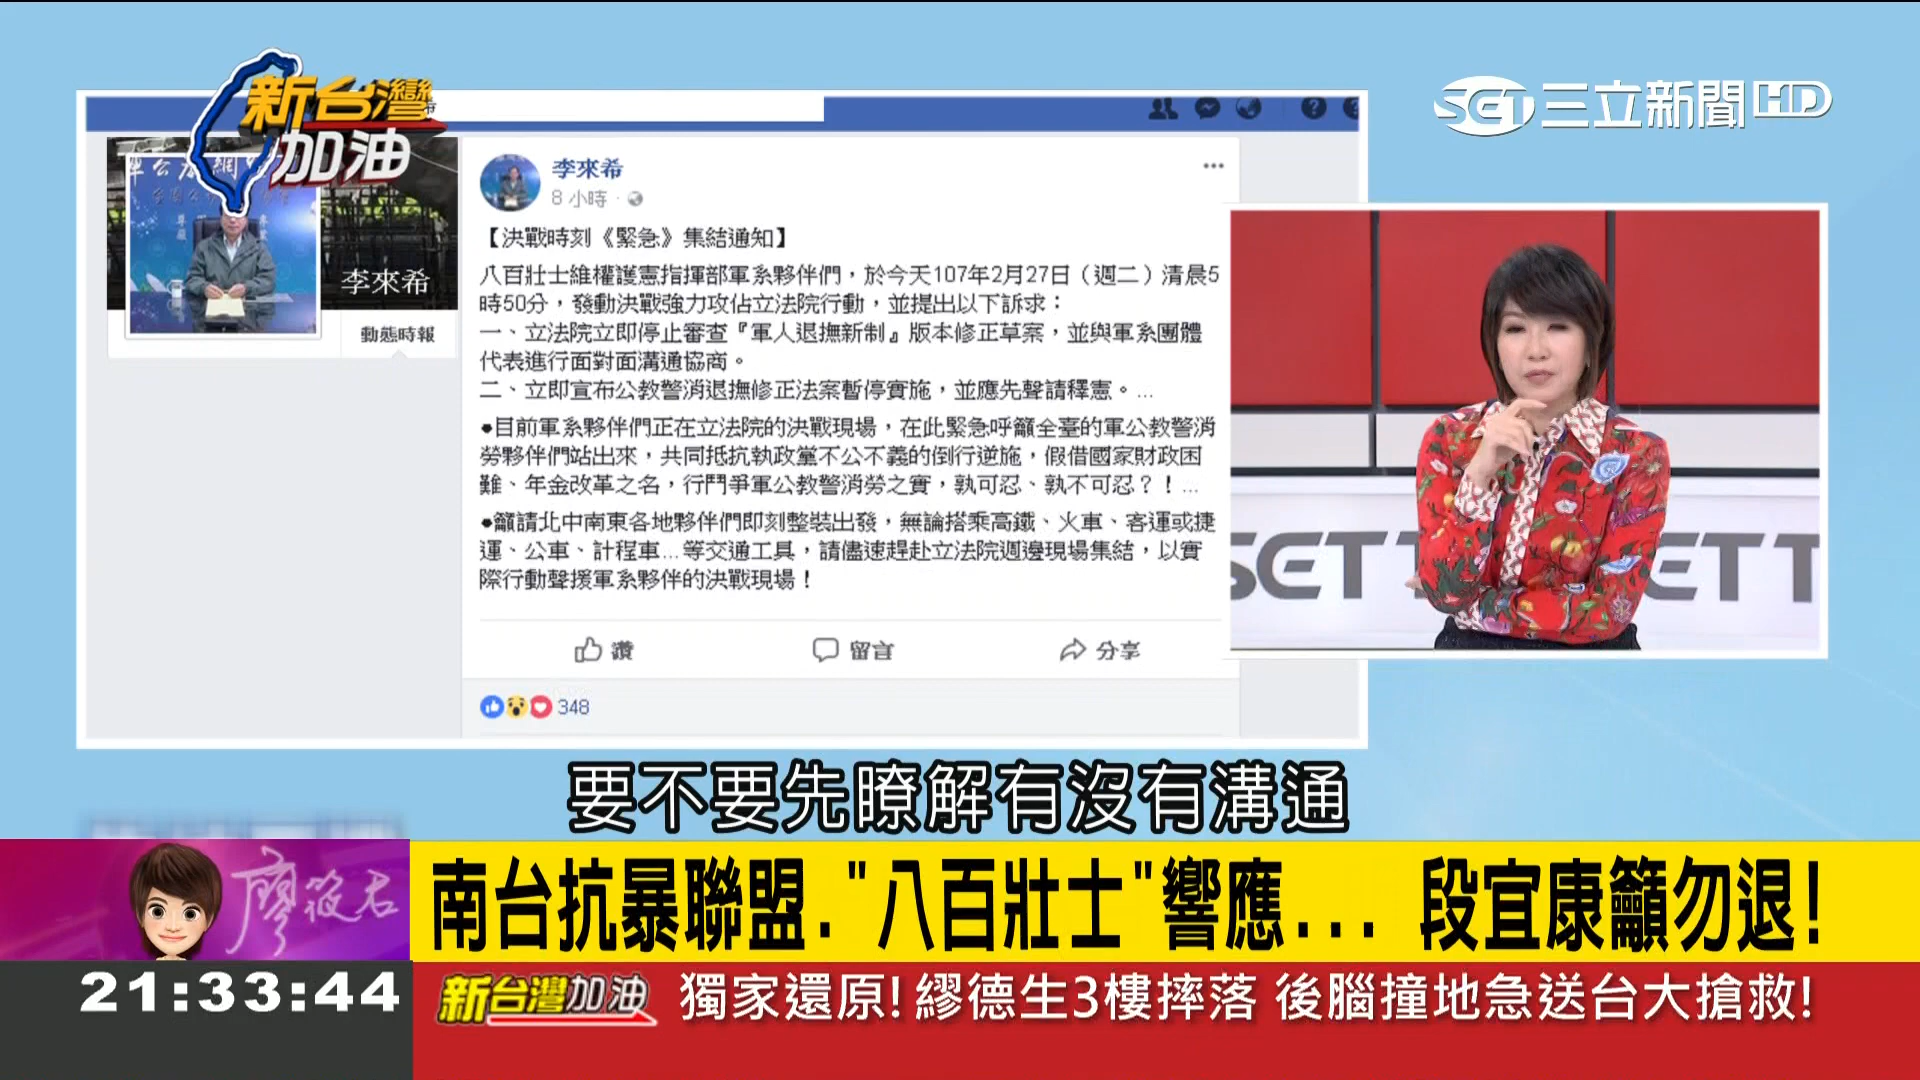 新台灣
加油
SET 三立新聞HD
李來希
8 小時
李來希
動態時報
【決戰時刻《緊急》集結通知】
八百壯士維權護憲指揮部軍系夥伴們，於今天107年2月27日（週二）清晨5
時50分，發動決戰強力攻佔立法院行動，並提出以下訴求：
一、立法院立即停止審查『軍人退撫新制』版本修正草案，並與軍系團體
代表進行面對面溝通協商。
二、立即宣布公教警消退撫修正法案暫停實施，並應先聲請釋憲。...
●目前軍系夥伴們正在立法院的決戰現場，在此緊急呼籲全臺的軍公教警消
勞夥伴們站出來，共同抵抗執政黨不公不義的倒行逆施，假借國家財政困
難、年金改革之名，行鬥爭軍公教警消勞之實，孰可忍、孰不可忍？！...
●籲請北中南東各地夥伴們即刻整裝出發，無論搭乘高鐵、火車、客運或捷
運、公車、計程車...等交通工具，請儘速趕赴立法院週邊現場集結，以實
際行動聲援軍系夥伴的決戰現場！
讚
留言
分享
348
SETT
ETT
要不要先瞭解有沒有溝通
廖筱君
南台抗暴聯盟."八百壯士"響應... 段宜康籲勿退!
21:33:44
新台灣加油
獨家還原!繆德生3樓摔落 後腦撞地急送台大搶救!